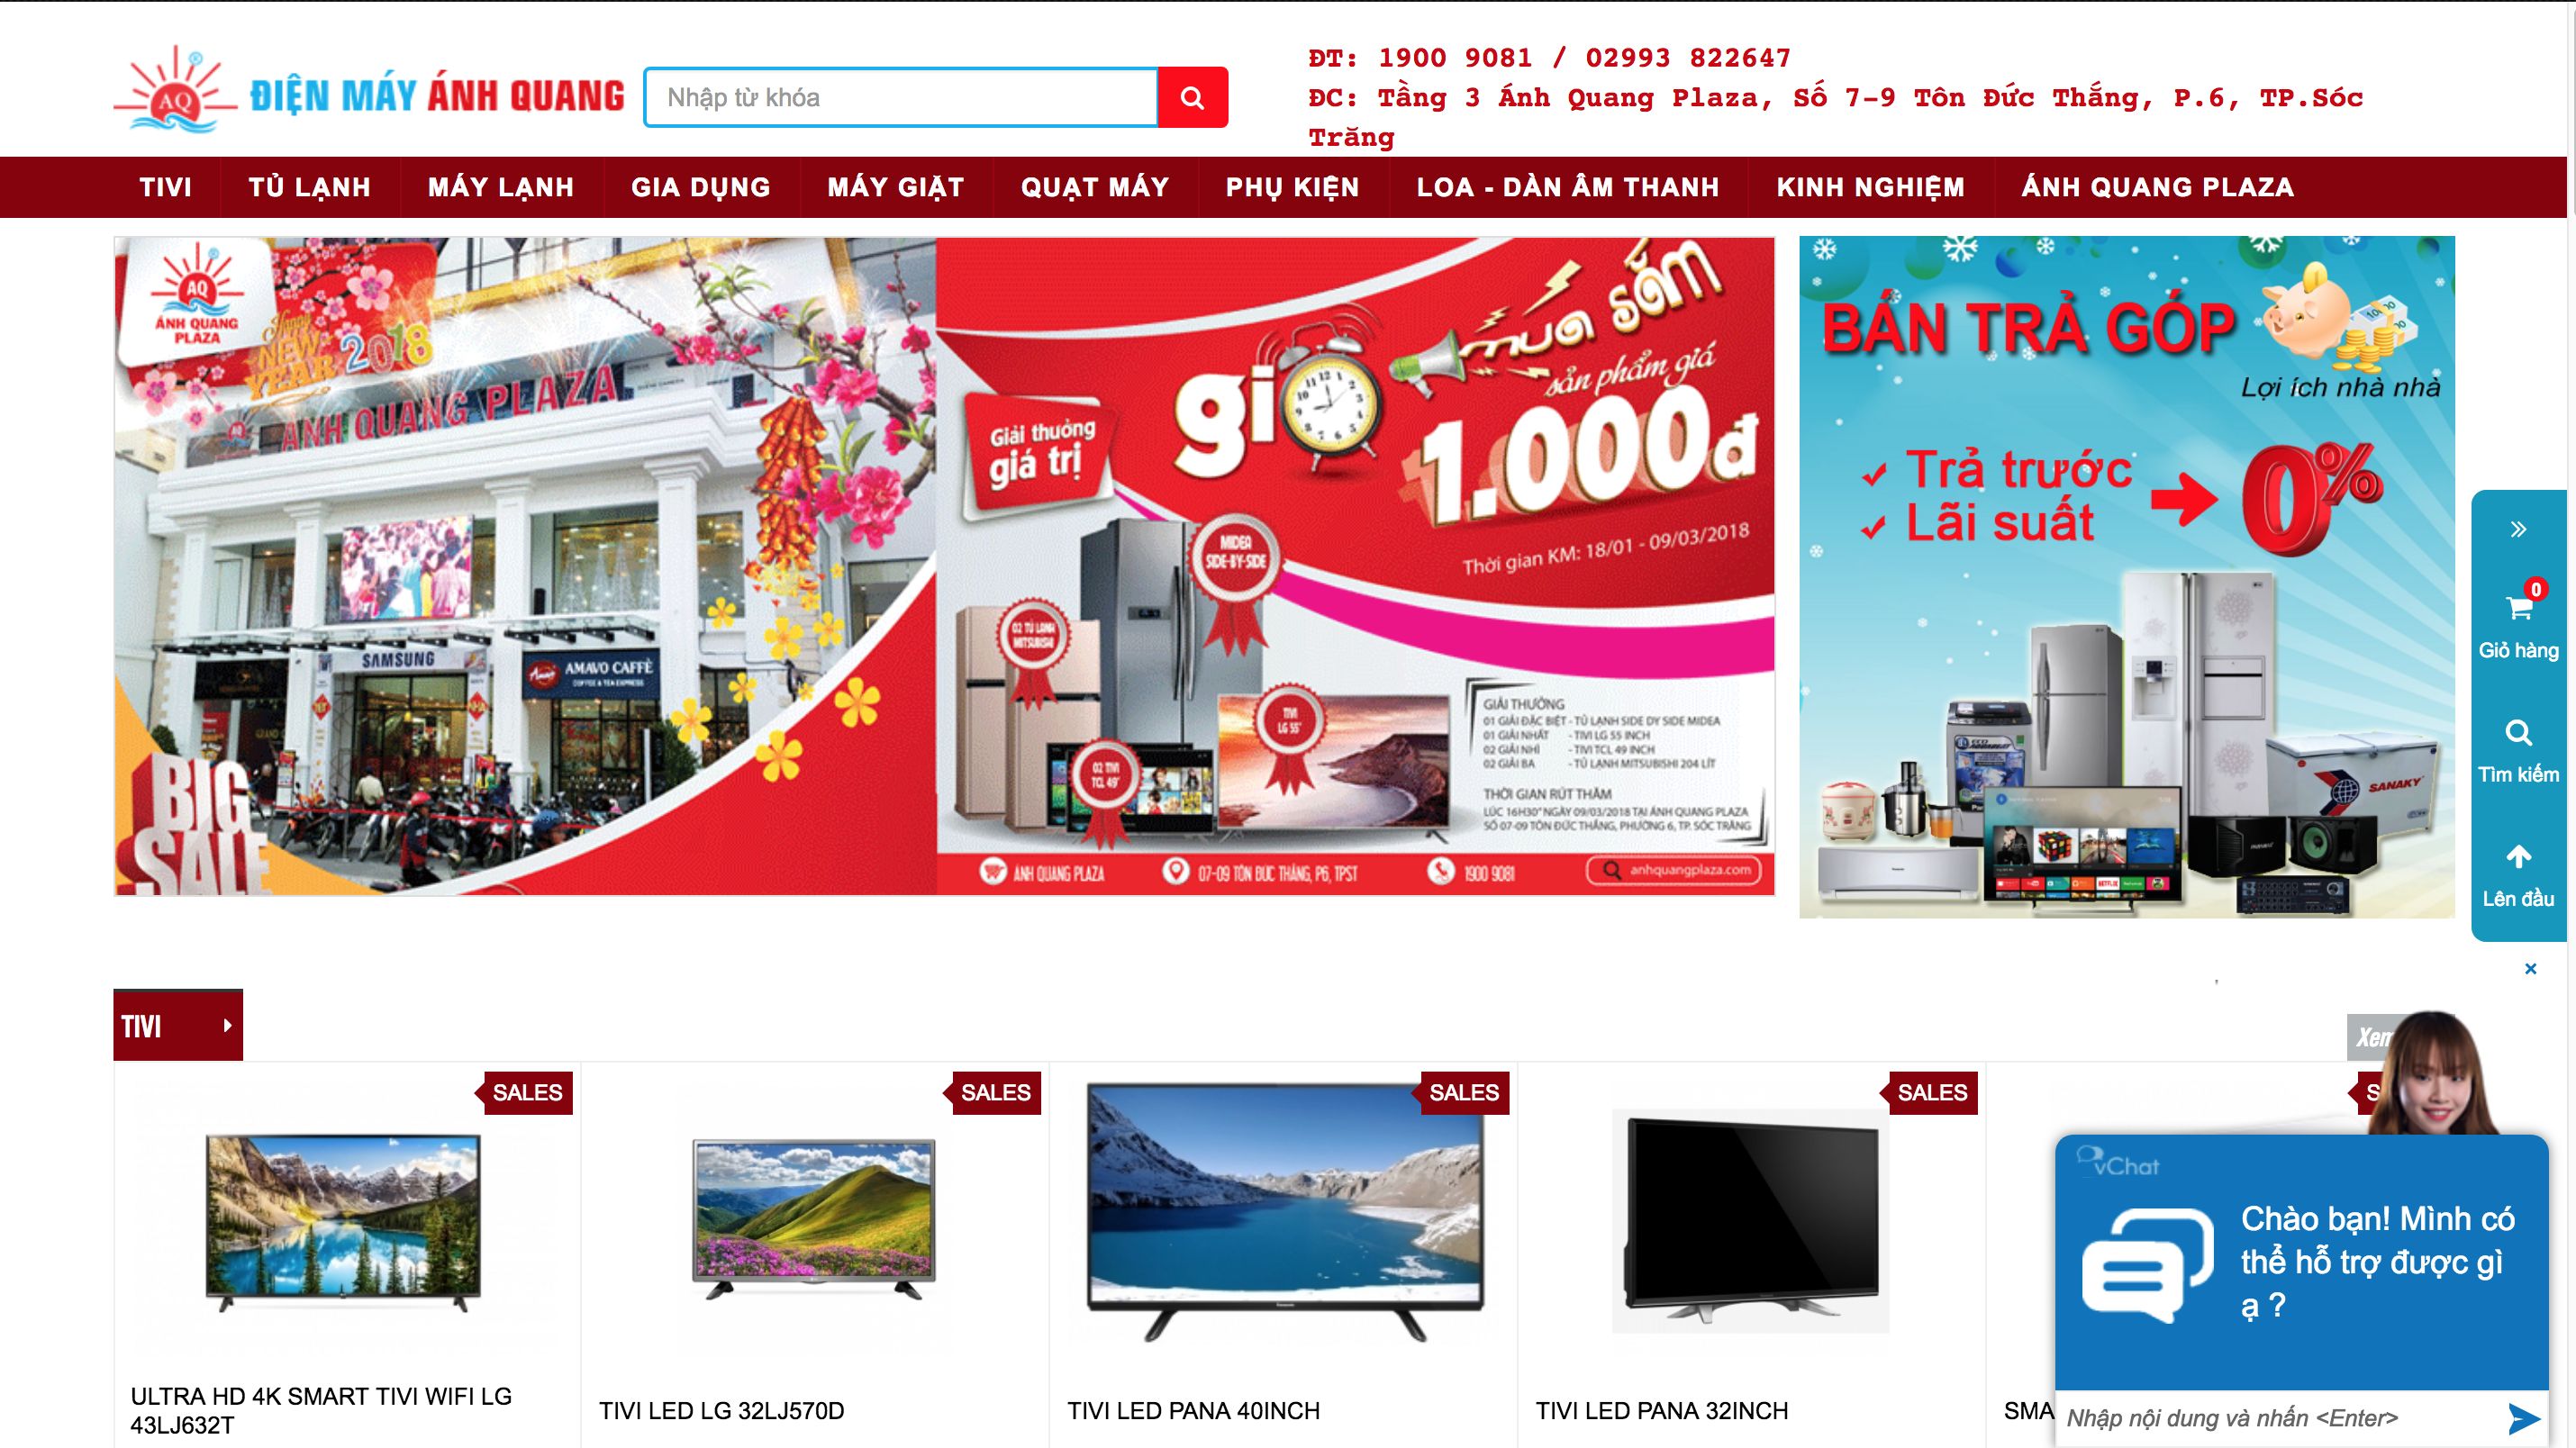 AQ
ĐIỆN MÁY ÁNH QUANG
Nhập từ khóa
ĐT: 1900 9081 / 02993 822647
ĐC: Tầng 3 Ánh Quang Plaza, Số 7-9 Tôn Đức Thắng, P.6, TP.Sóc
Trăng
TIVI
TỦ LẠNH
MÁY LẠNH
GIA DỤNG
MÁY GIẶT
QUẠT MÁY
PHỤ KIỆN
LOA - DÀN ÂM THANH
KINH NGHIỆM
ÁNH QUANG PLAZA
AQ
ÁNH QUANG
PLAZA
Happy
NEW
YEAR 2018
ÁNH QUANG PLAZA
SAMSUNG
AMAVO CAFFÈ
COFFEE & TEA EXPRESS
BIG
SALE
Giải thưởng
giá trị
giờ
mua sắm
sản phẩm giá
1.000đ
Thời gian KM: 18/01 - 09/03/2018
MIDEA
SIDE-BY-SIDE
02 TỦ LẠNH
MITSUBISHI
TIVI
LG 55"
02 TIVI
TCL 49"
GIẢI THƯỞNG
01 GIẢI ĐẶC BIỆT - TỦ LẠNH SIDE DY SIDE MIDEA
01 GIẢI NHẤT - TIVI LG 55 INCH
02 GIẢI NHÌ - TIVI TCL 49 INCH
02 GIẢI BA - TỦ LẠNH MITSUBISHI 204 LÍT
THỜI GIAN RÚT THĂM
LÚC 16H30" NGÀY 09/03/2018 TẠI ÁNH QUANG PLAZA
SỐ 07-09 TÔN ĐỨC THẮNG, PHƯỜNG 6, TP. SÓC TRĂNG
ÁNH QUANG PLAZA
07-09 TÔN ĐỨC THẮNG, P6, TPST
1900 9081
anhquangplaza.com
BÁN TRẢ GÓP
Lợi ích nhà nhà
Trả trước
Lãi suất
0%
SANAKY
0
Giỏ hàng
Tìm kiếm
Lên đầu
TIVI
Xem
SALES
SALES
SALES
SALES
S
ULTRA HD 4K SMART TIVI WIFI LG
43LJ632T
TIVI LED LG 32LJ570D
TIVI LED PANA 40INCH
TIVI LED PANA 32INCH
SMA
vChat
Chào bạn! Mình có
thể hỗ trợ được gì
ạ ?
Nhập nội dung và nhấn <Enter>